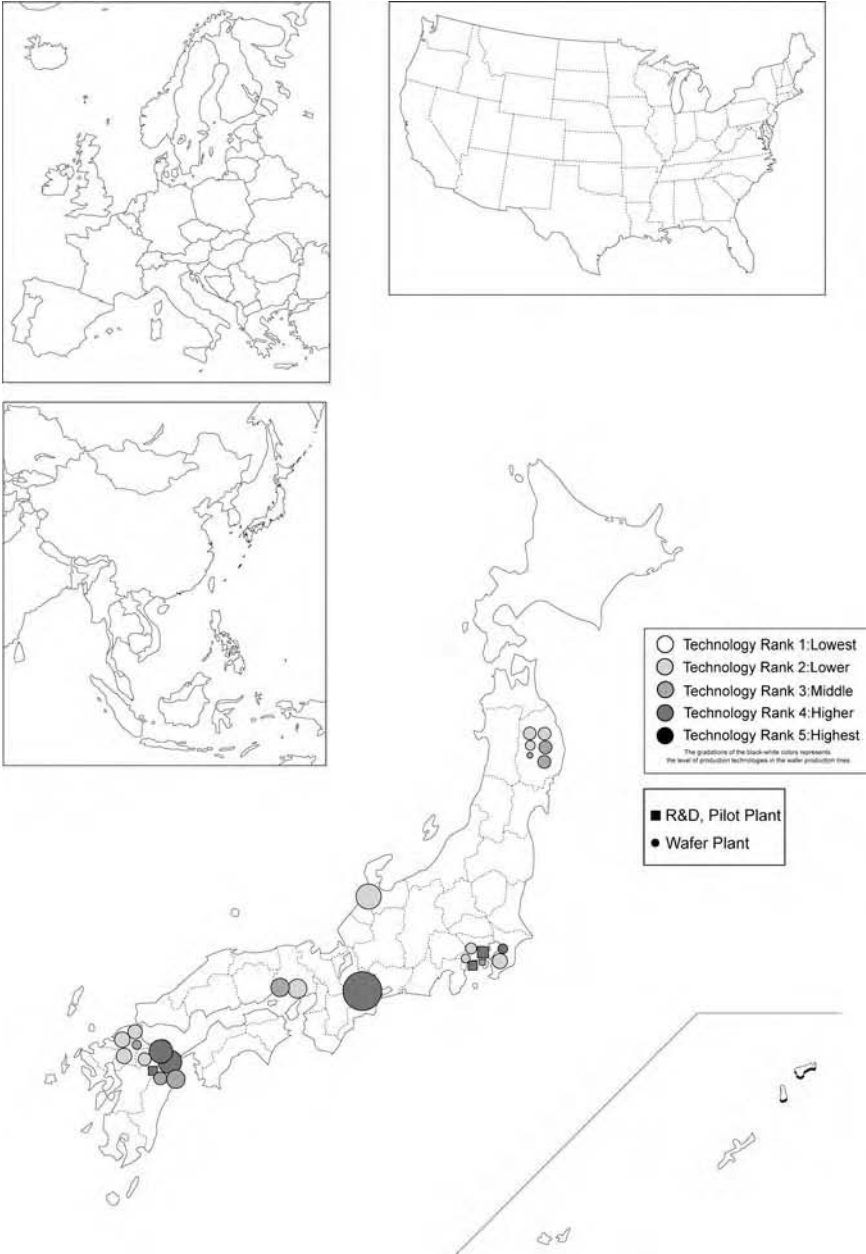 Technology Rank 1:Lowest
Technology Rank 2:Lower
Technology Rank 3:Middle
Technology Rank 4:Higher
Technology Rank 5:Highest
The gradations of the black-white colors represents
the level of production technologies in the wafer production lines
R&D, Pilot Plant
Wafer Plant